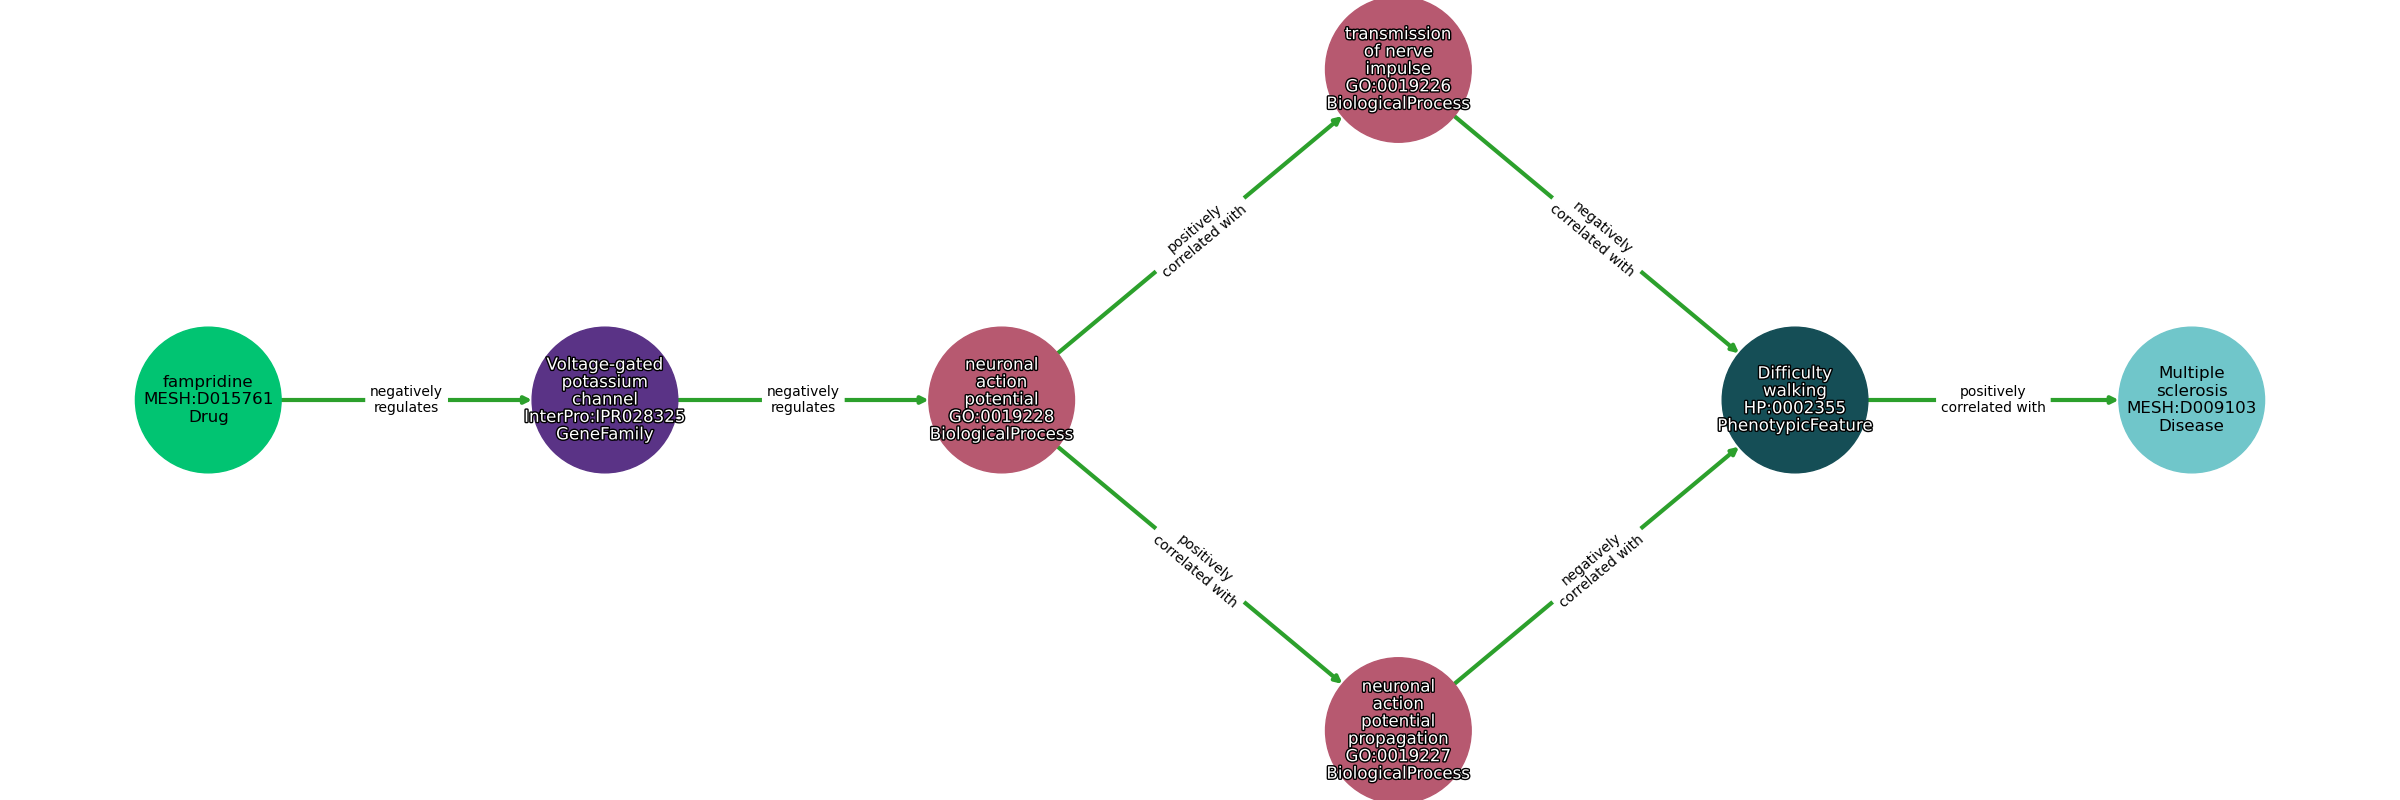 fampridine
MESH:D015761
Drug
negatively
regulates
Voltage-gated
potassium
channel
InterPro:IPR028325
GeneFamily
negatively
regulates
neuronal
action
potential
GO:0019228
BiologicalProcess
positively
correlated with
transmission
of nerve
impulse
GO:0019226
BiologicalProcess
negatively
correlated with
positively
correlated with
neuronal
action
potential
propagation
GO:0019227
BiologicalProcess
negatively
correlated with
Difficulty
walking
HP:0002355
PhenotypicFeature
positively
correlated with
Multiple
sclerosis
MESH:D009103
Disease